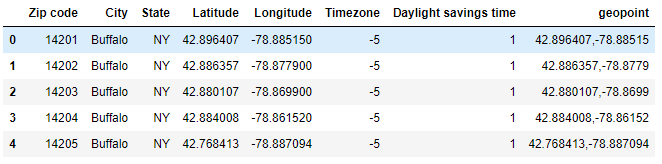 Zip code City State Latitude Longitude Timezone Daylight savings time geopoint
0 14201 Buffalo NY 42.896407 -78.885150 -5 1 42.896407,-78.88515
1 14202 Buffalo NY 42.886357 -78.877900 -5 1 42.886357,-78.8779
2 14203 Buffalo NY 42.880107 -78.869900 -5 1 42.880107,-78.8699
3 14204 Buffalo NY 42.884008 -78.861520 -5 1 42.884008,-78.86152
4 14205 Buffalo NY 42.768413 -78.887094 -5 1 42.768413,-78.887094